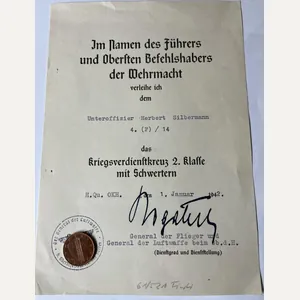 Im Namen des Führers
und Obersten Befehlshabers
der Wehrmacht
verleihe ich
dem
Unteroffizier Herbert Silbermann
4. (F) / 14
das
Kriegsverdienstkreuz 2. Klasse
mit Schwertern
H.Qu. OKH, 1. Januar 1942.
General der Flieger und
General der Luftwaffe beim Ob.d.H.
(Dienstgrad und Dienststellung)